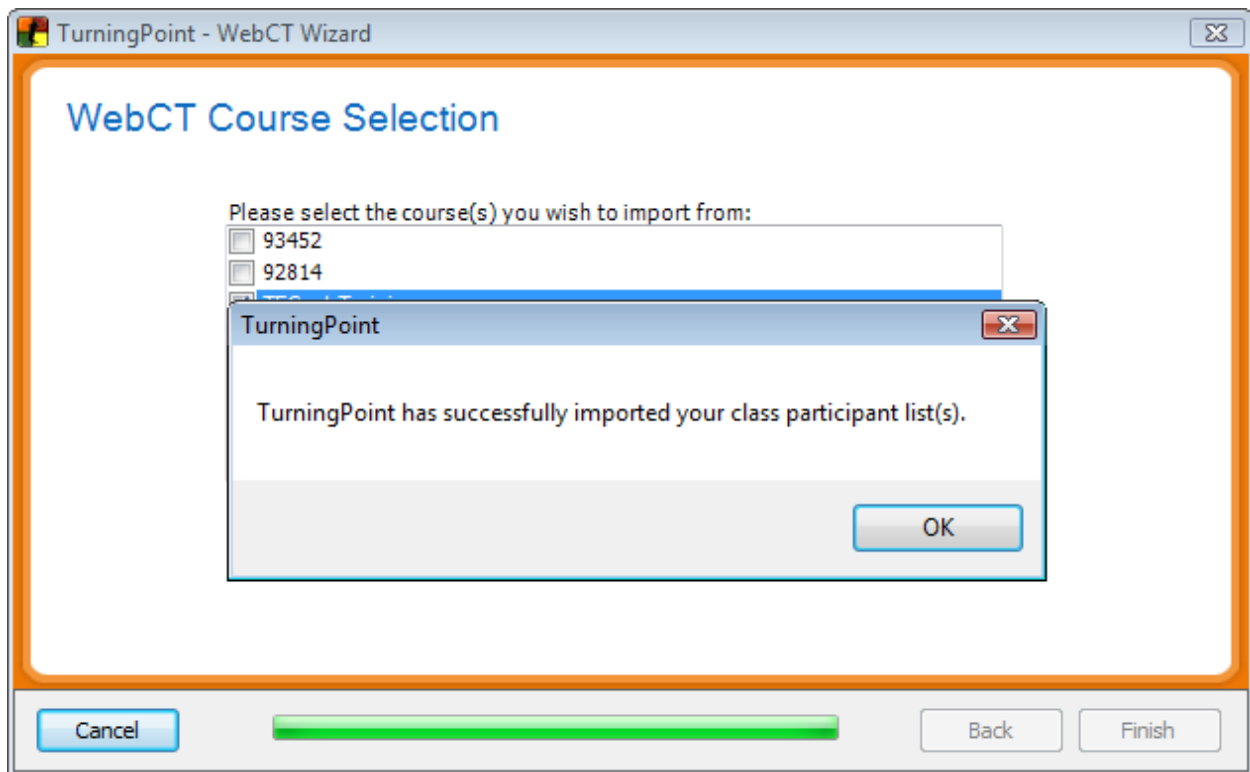 TurningPoint - WebCT Wizard
WebCT Course Selection
Please select the course(s) you wish to import from:
93452
92814
TurningPoint
TurningPoint has successfully imported your class participant list(s).
OK
Cancel
Back
Finish